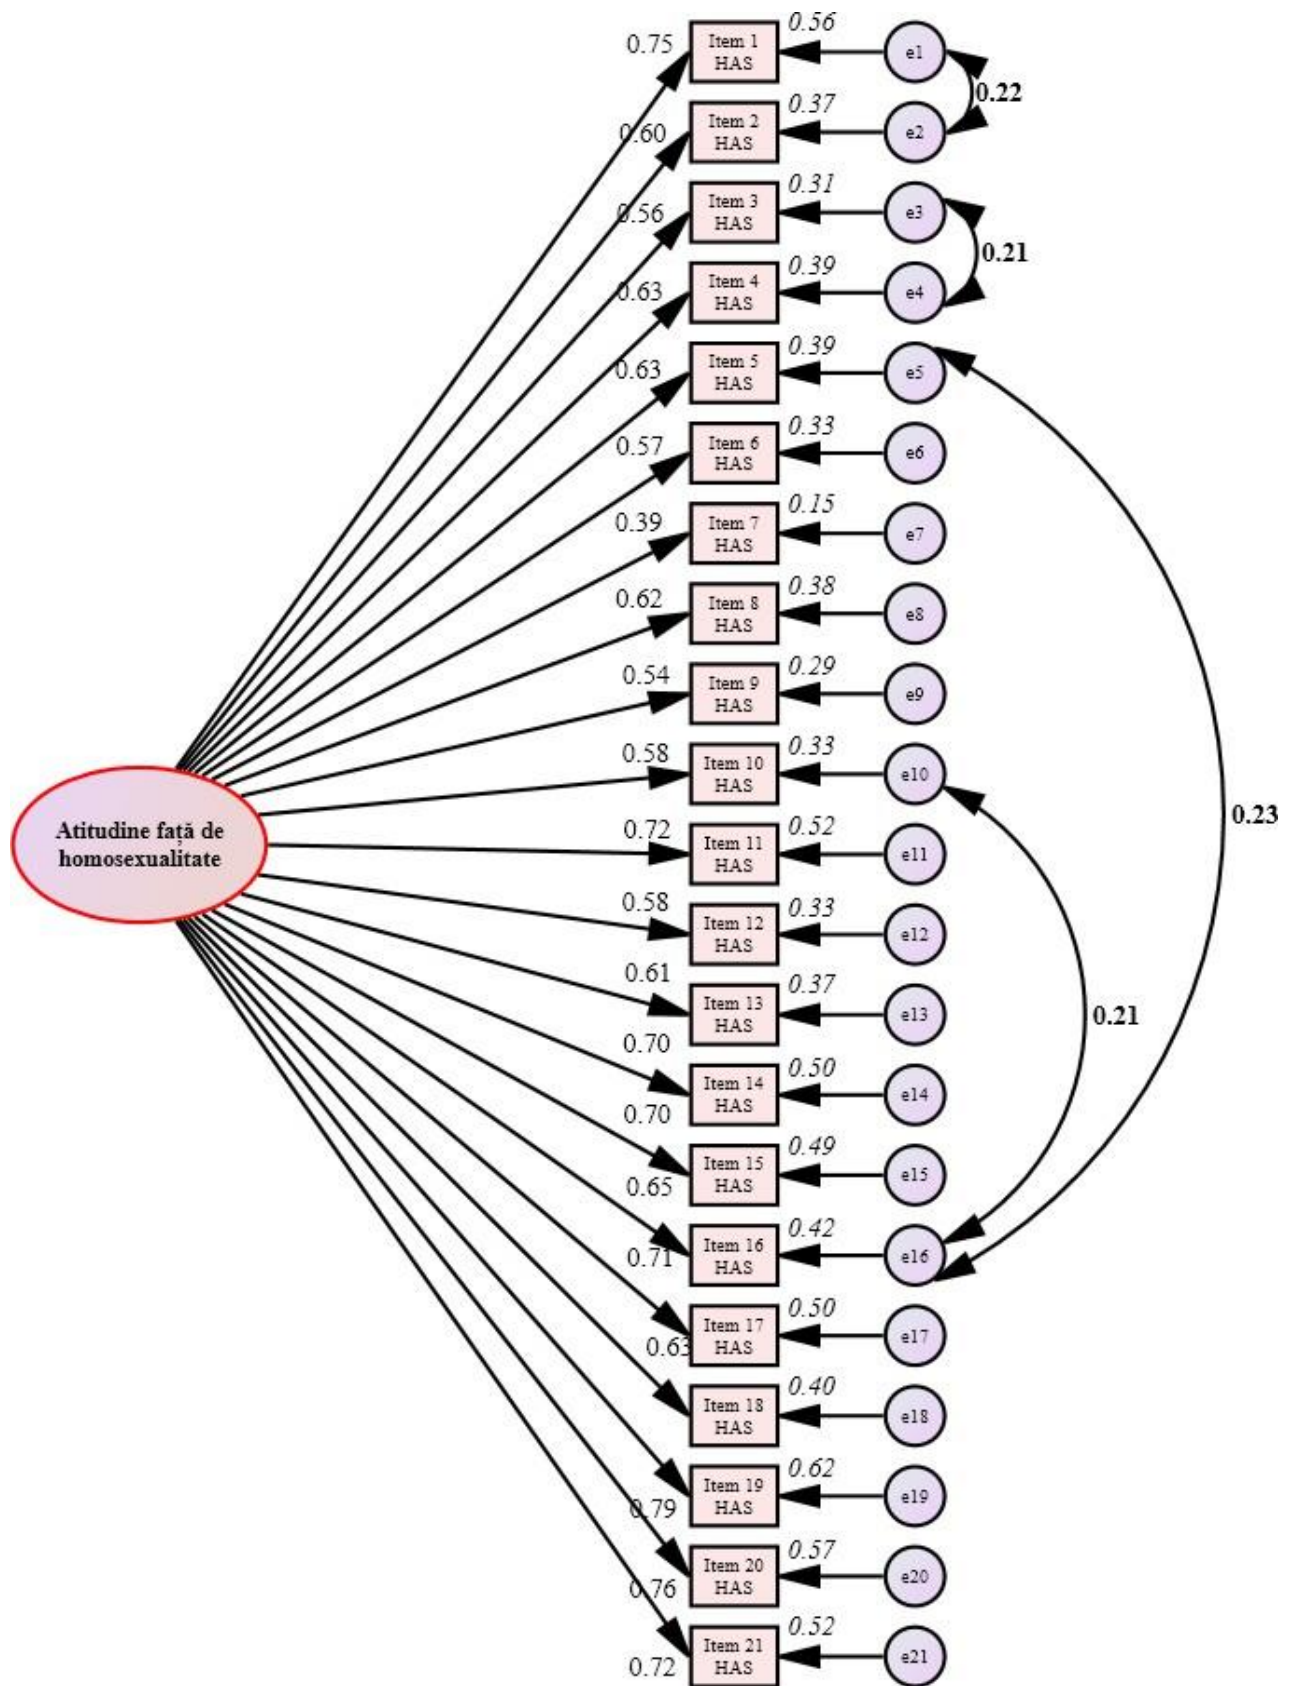 0.56
0.75
Item 1
HAS
e1
0.22
0.37
0.60
Item 2
HAS
e2
0.31
0.56
Item 3
HAS
e3
0.21
0.39
0.63
Item 4
HAS
e4
0.39
0.63
Item 5
HAS
e5
0.33
0.57
Item 6
HAS
e6
0.15
0.39
Item 7
HAS
e7
0.38
0.62
Item 8
HAS
e8
0.29
0.54
Item 9
HAS
e9
0.33
0.58
Item 10
HAS
e10
0.23
Atitudine față de
homosexualitate
0.52
0.72
Item 11
HAS
e11
0.33
0.58
Item 12
HAS
e12
0.37
0.61
Item 13
HAS
e13
0.21
0.50
0.70
Item 14
HAS
e14
0.49
0.70
Item 15
HAS
e15
0.42
0.65
Item 16
HAS
e16
0.50
0.71
Item 17
HAS
e17
0.63
0.40
Item 18
HAS
e18
0.62
0.79
Item 19
HAS
e19
0.57
0.76
Item 20
HAS
e20
0.52
0.72
Item 21
HAS
e21